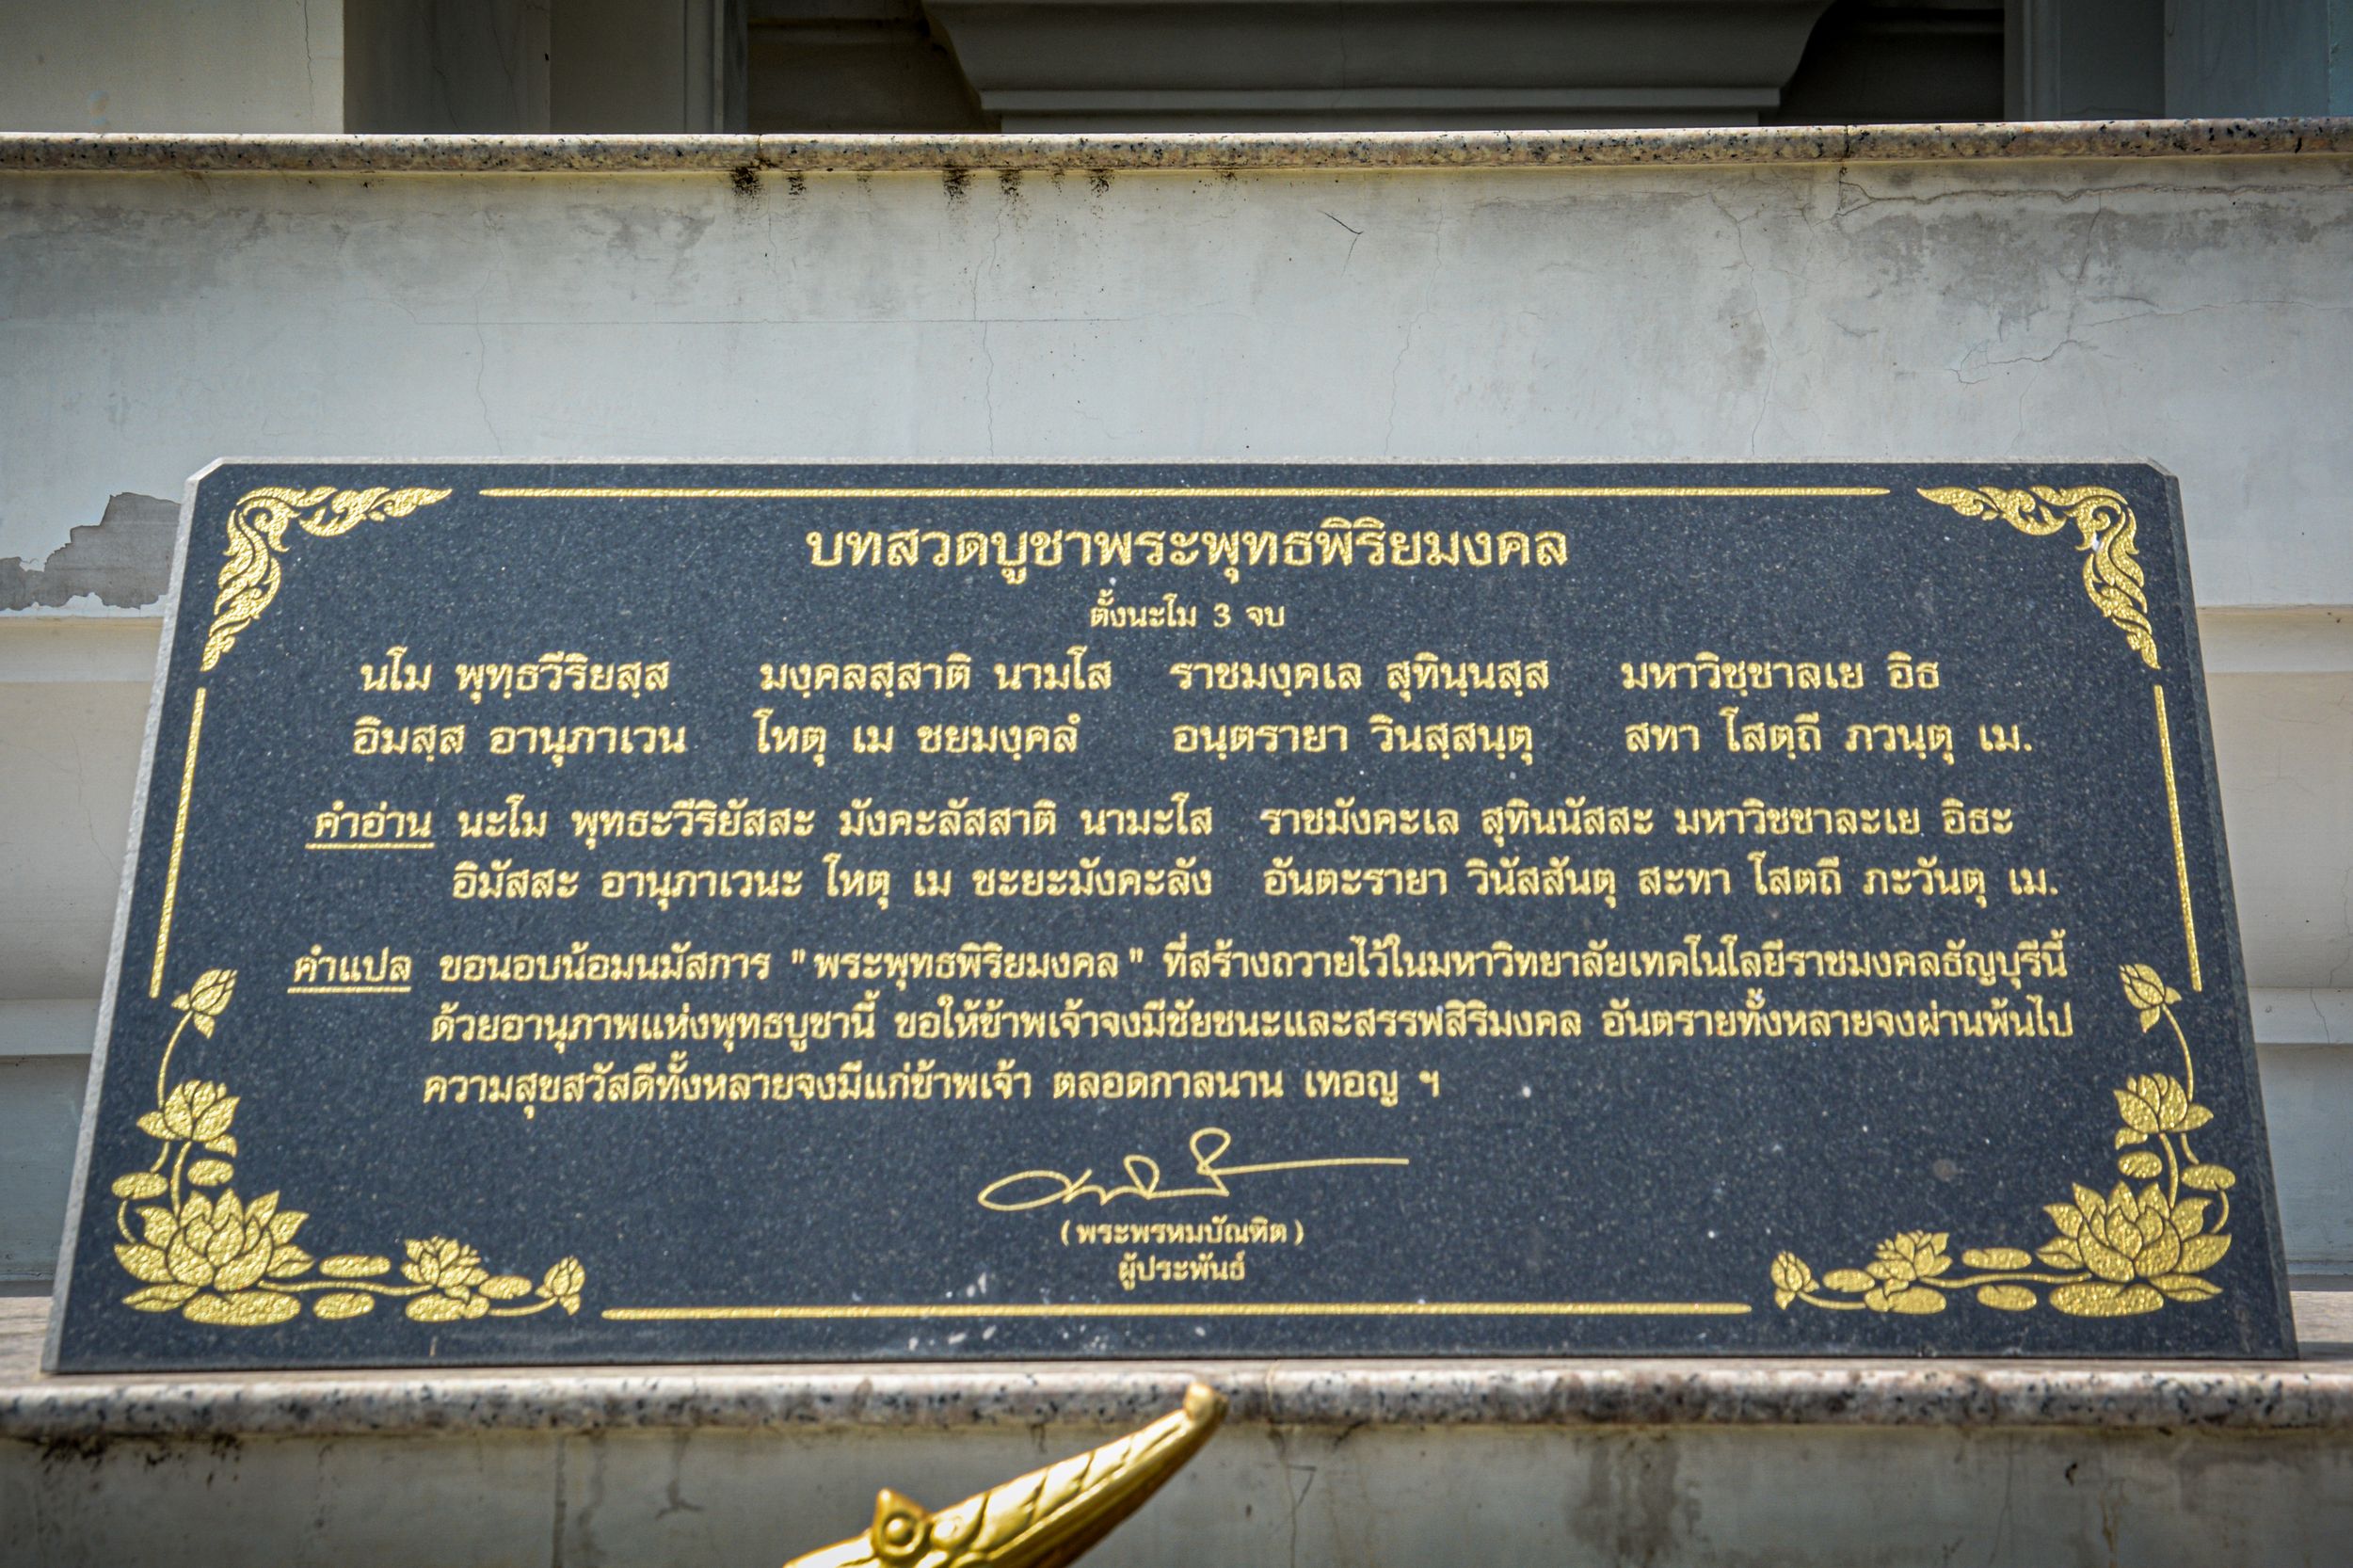 บทสวดบูชาพระพุทธพิริยมงคล
ตั้งนะโม 3 จบ
นโม พุทฺธวีริยสฺส มงฺคลสฺสาติ นามโส ราชมงฺคเล สุทินฺนสฺส มหาวิชฺชาลเย อิธ
อิมสฺส อานุภาเวน โหตุ เม ชยมงฺคลํ อนฺตรายา วินสฺสนฺตุ สทา โสตฺถี ภวนฺตุ เม.
คำอ่าน นะโม พุทธะวีริยัสสะ มังคะลัสสาติ นามะโส ราชมังคะเล สุทินนัสสะ มหาวิชชาละเย อิธะ
อิมัสสะ อานุภาเวนะ โหตุ เม ชะยะมังคะลัง อันตะรายา วินัสสันตุ สะทา โสตถี ภะวันตุ เม.
คำแปล ขอนอบน้อมนมัสการ "พระพุทธพิริยมงคล" ที่สร้างถวายไว้ในมหาวิทยาลัยเทคโนโลยีราชมงคลธัญบุรีนี้
ด้วยอานุภาพแห่งพุทธบูชานี้ ขอให้ข้าพเจ้าจงมีชัยชนะและสรรพสิริมงคล อันตรายทั้งหลายจงผ่านพ้นไป
ความสุขสวัสดีทั้งหลายจงมีแก่ข้าพเจ้า ตลอดกาลนาน เทอญ ฯ
(พระพรหมบัณฑิต)
ผู้ประพันธ์